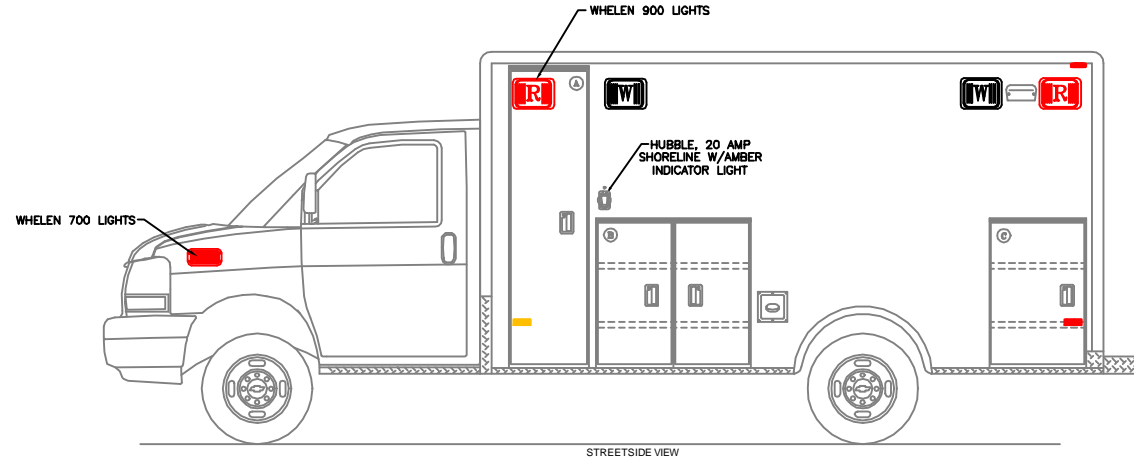 WHELEN 900 LIGHTS
R
A
W
W
R
HUBBLE, 20 AMP
SHORELINE W/AMBER
INDICATOR LIGHT
WHELEN 700 LIGHTS
B
C
STREETSIDE VIEW